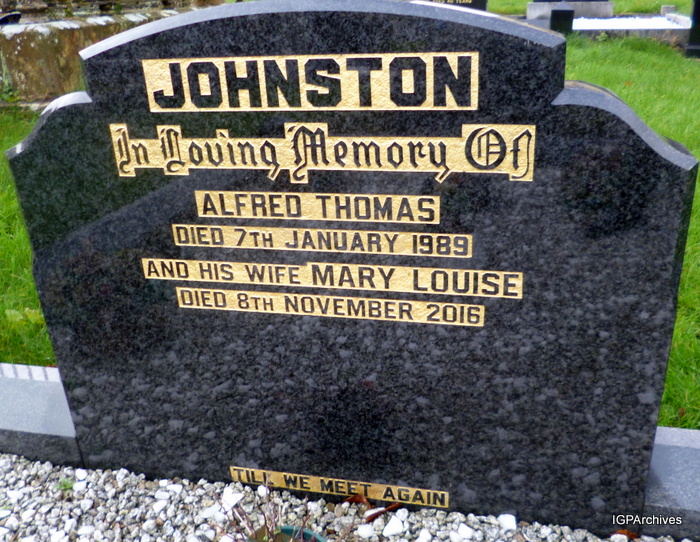 JOHNSTON
In Loving Memory Of
ALFRED THOMAS
DIED 7TH JANUARY 1989
AND HIS WIFE MARY LOUISE
DIED 8TH NOVEMBER 2016
TILL WE MEET AGAIN
IGPArchives